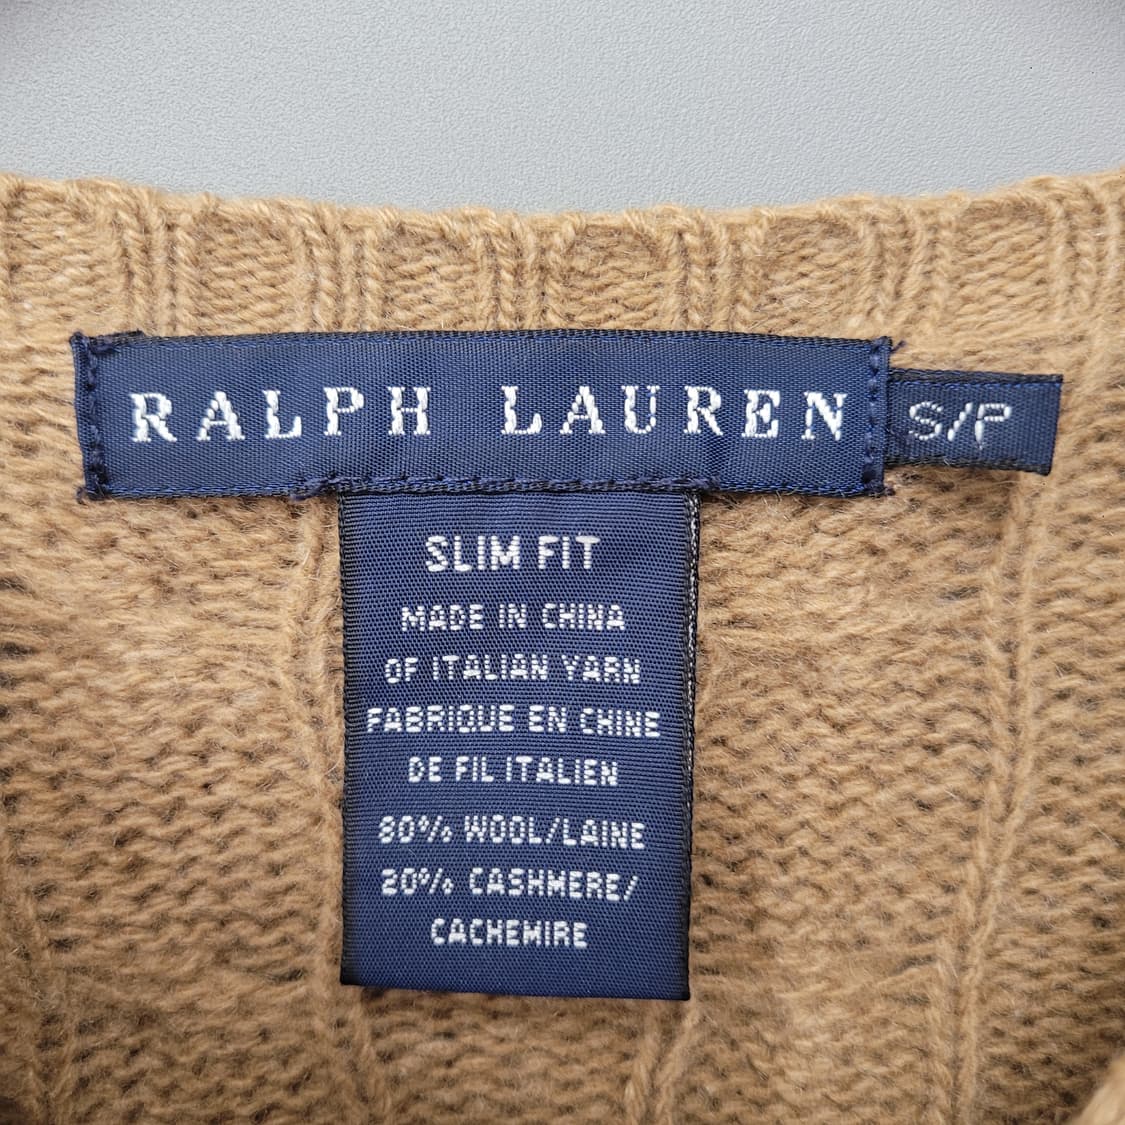 RALPH LAUREN
S/P
SLIM FIT
MADE IN CHINA
OF ITALIAN YARN
FABRIQUE EN CHINE
DE FIL ITALIEN
80% WOOL/LAINE
20% CASHMERE/
CACHEMIRE